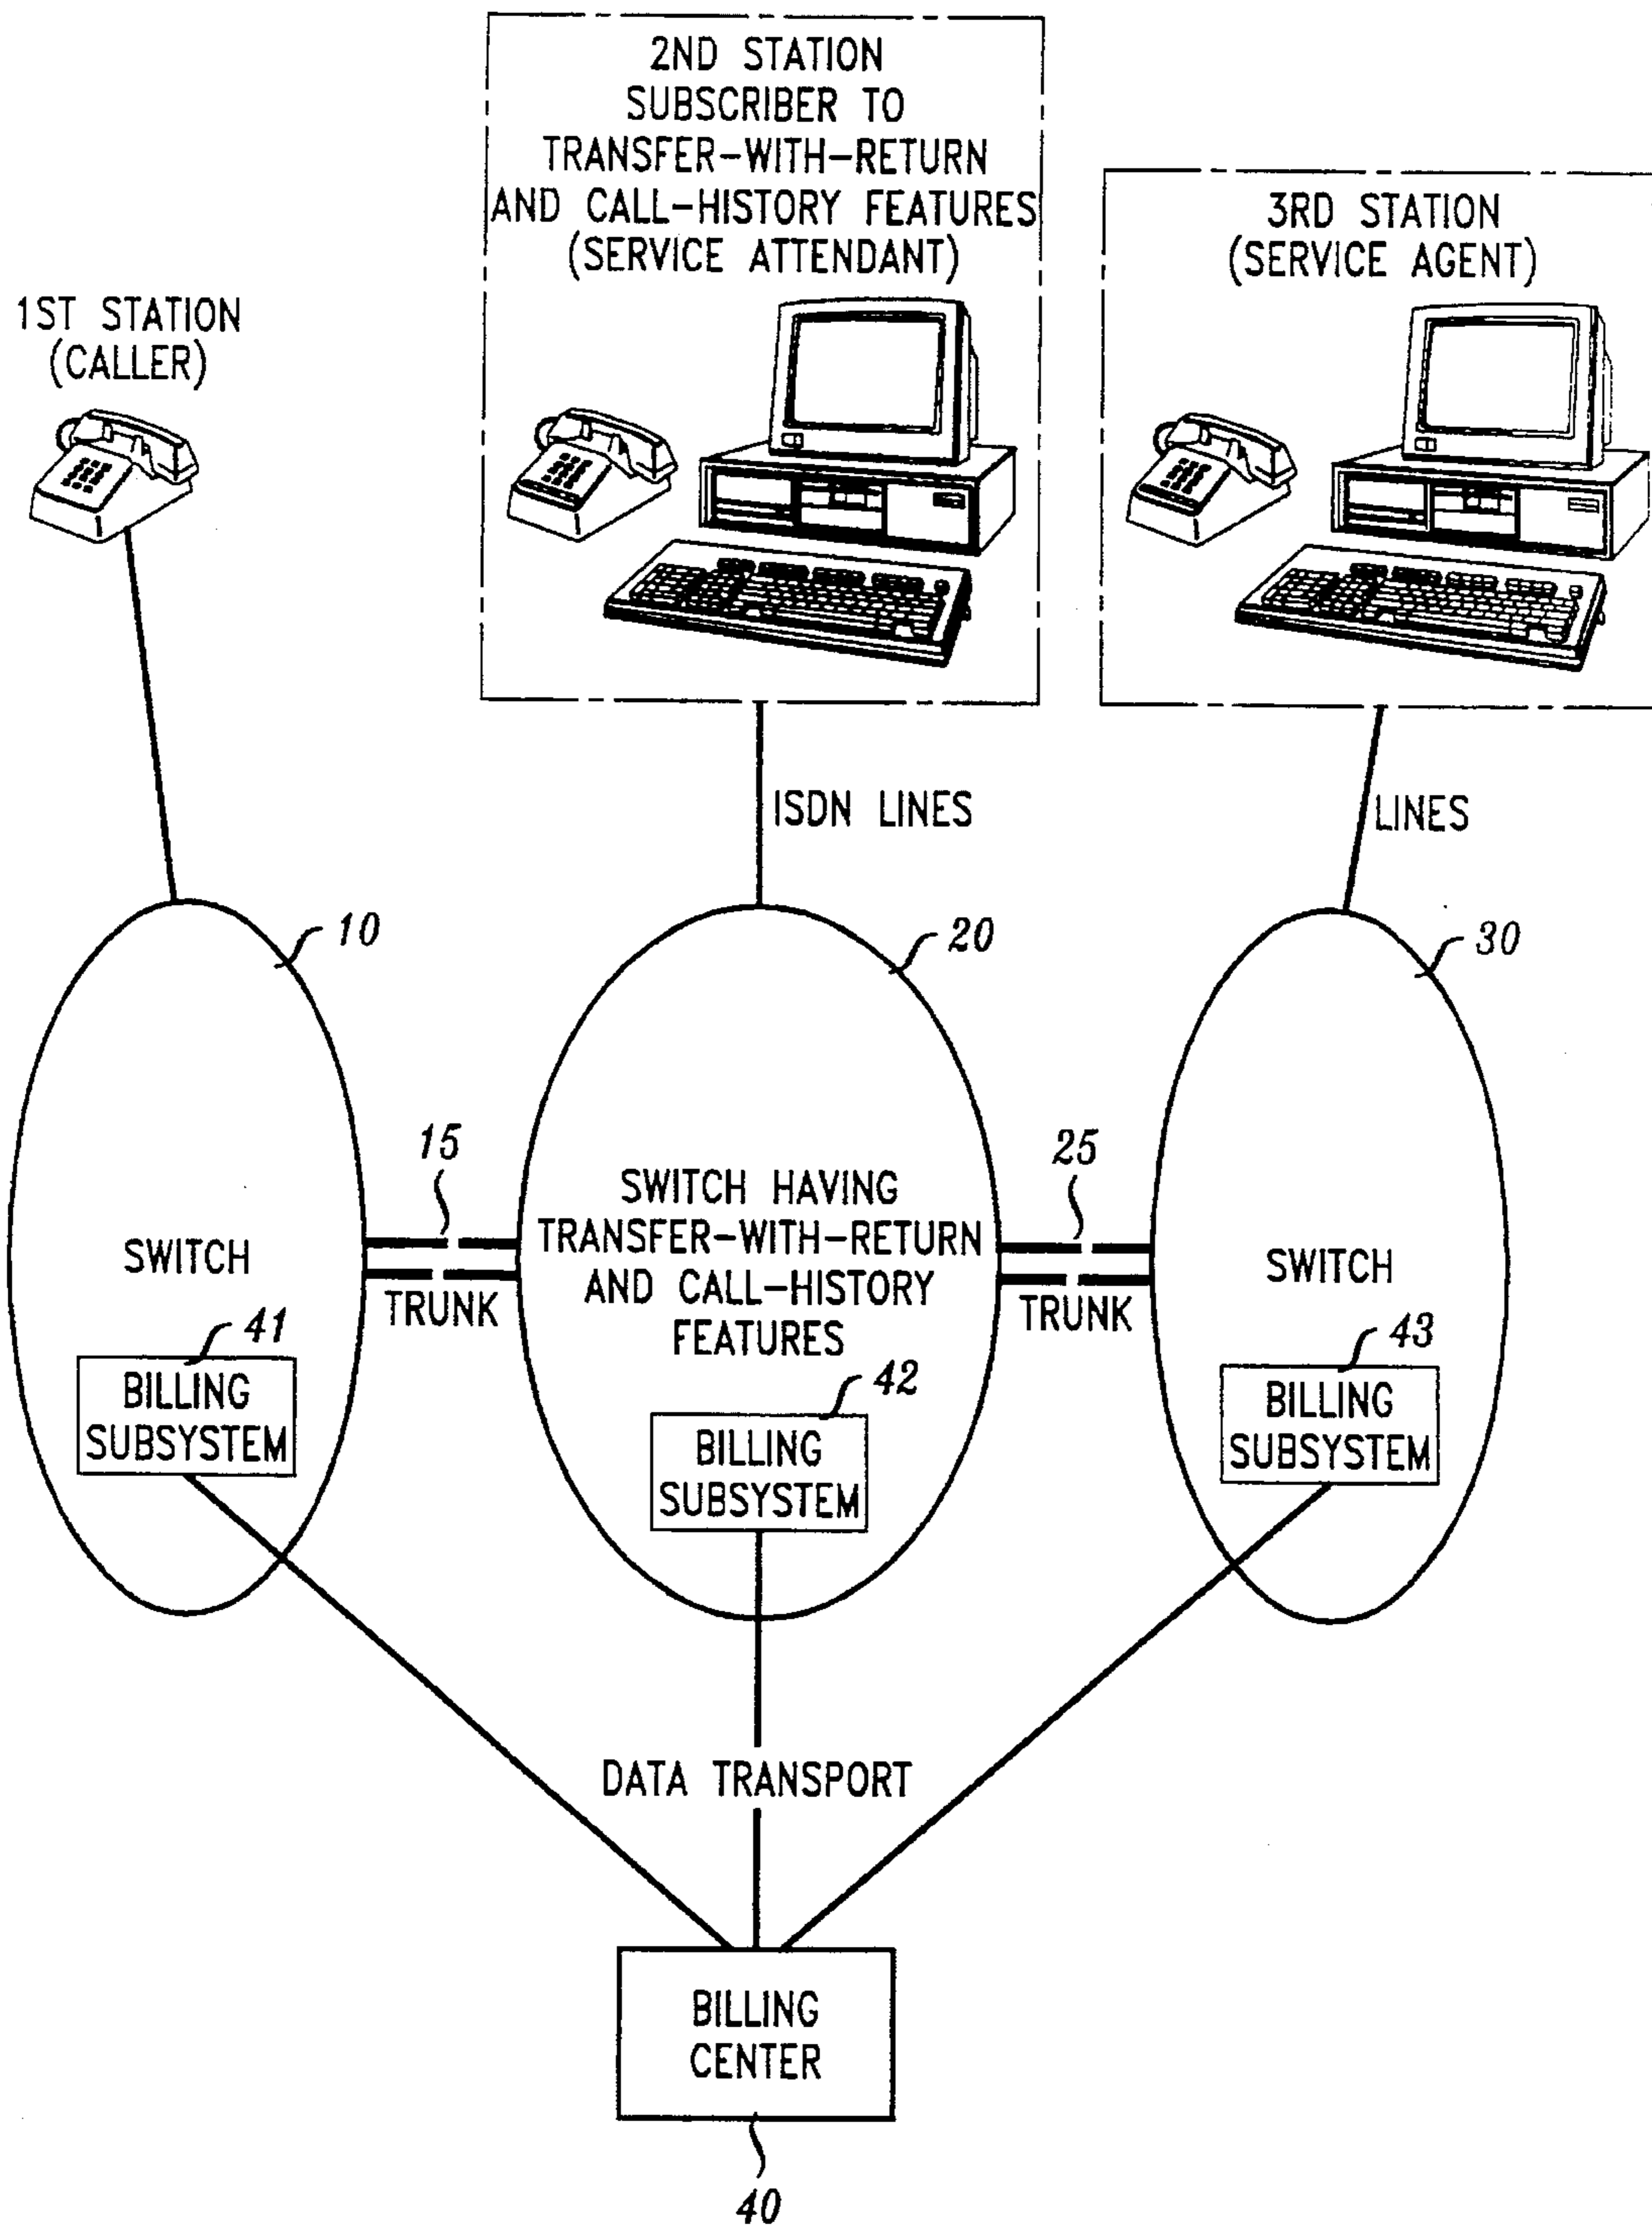 2ND STATION
SUBSCRIBER TO
TRANSFER-WITH-RETURN
AND CALL-HISTORY FEATURES
(SERVICE ATTENDANT)
3RD STATION
(SERVICE AGENT)
1ST STATION
(CALLER)
ISDN LINES
LINES
10
20
30
15
25
SWITCH
SWITCH HAVING
TRANSFER-WITH-RETURN
AND CALL-HISTORY
FEATURES
SWITCH
TRUNK
TRUNK
41
42
43
BILLING
SUBSYSTEM
BILLING
SUBSYSTEM
BILLING
SUBSYSTEM
DATA TRANSPORT
BILLING
CENTER
40